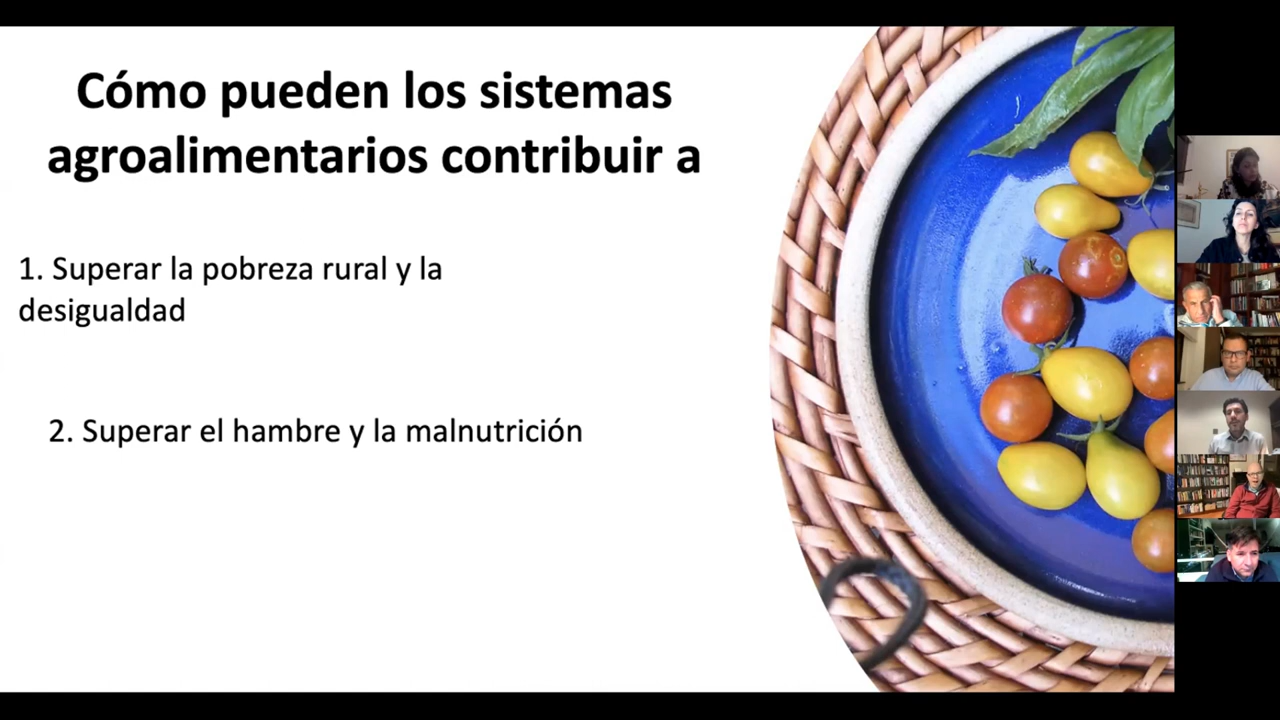 Cómo pueden los sistemas
agroalimentarios contribuir a
1. Superar la pobreza rural y la
desigualdad
2. Superar el hambre y la malnutrición